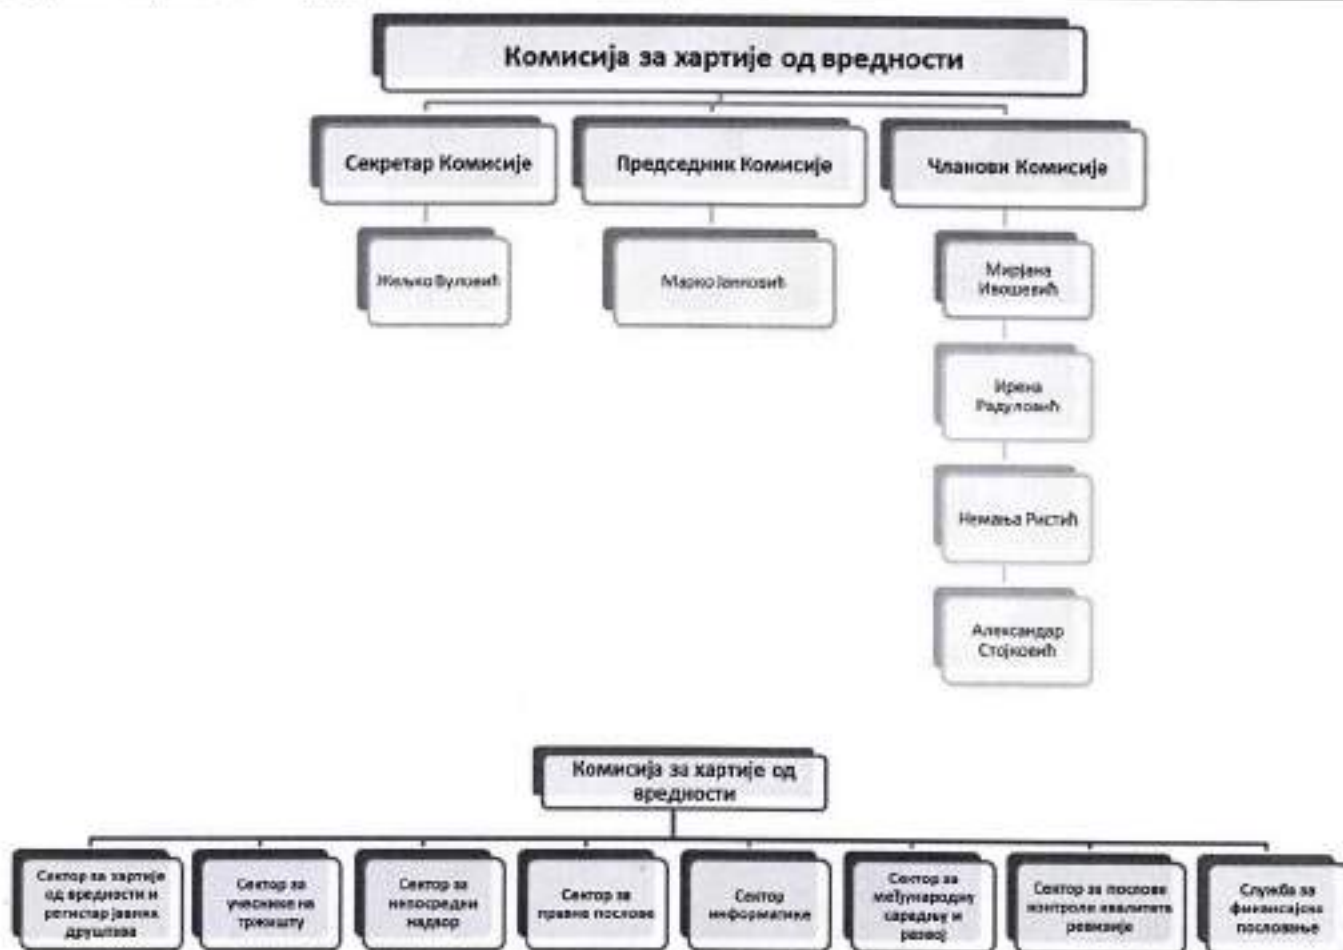 Комисија за хартије од вредности
Секретар Комисије
Председник Комисије
Чланови Комисије
Жељко Вуловић
Марко Јанковић
Мирјана
Ивошевић
Ирена
Радуловић
Немања Ристић
Александар
Стојковић
Комисија за хартије од
вредности
Сектор за хартије
од вредности и
регистар јавних
друштава
Сектор за
учеснике на
тржишту
Сектор за
непосредни
надзор
Сектор за
правне послове
Сектор
информатике
Сектор за
међународну
сарадњу и
развој
Сектор за послове
контроле квалитета
ревизије
Служба за
финансијско
пословање